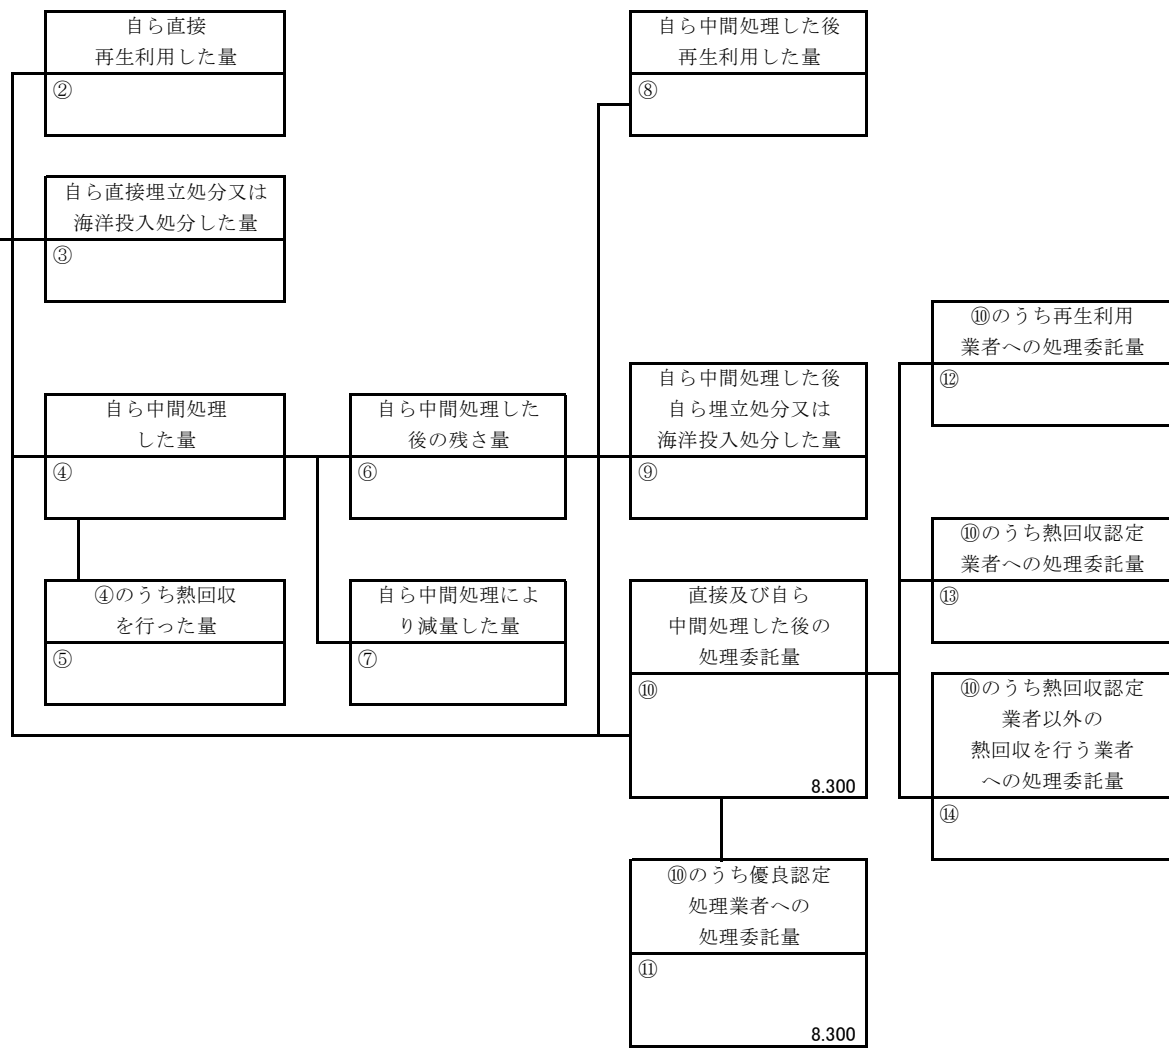 自ら直接
再生利用した量
②
自ら中間処理した後
再生利用した量
⑧
自ら直接埋立処分又は
海洋投入処分した量
③
⑩のうち再生利用
業者への処理委託量
⑫
自ら中間処理
した量
④
自ら中間処理した
後の残さ量
⑥
自ら中間処理した後
自ら埋立処分又は
海洋投入処分した量
⑨
⑩のうち熱回収認定
業者への処理委託量
⑬
④のうち熱回収
を行った量
⑤
自ら中間処理によ
り減量した量
⑦
直接及び自ら
中間処理した後の
処理委託量
⑩
8.300
⑩のうち熱回収認定
業者以外の
熱回収を行う業者
への処理委託量
⑭
⑩のうち優良認定
処理業者への
処理委託量
⑪
8.300